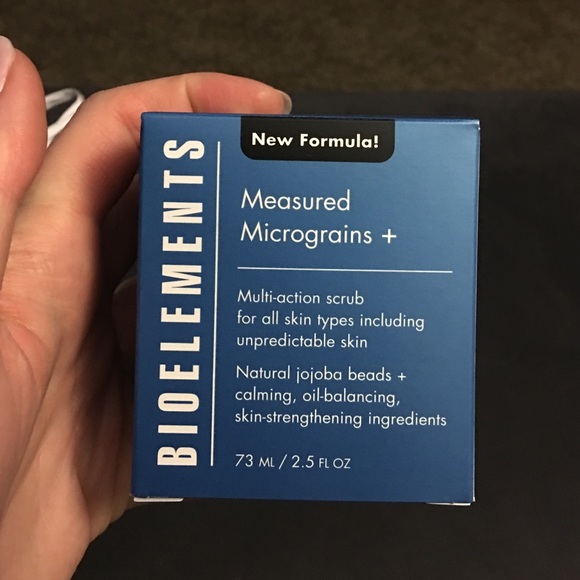 BIOELEMENTS
New Formula!
Measured
Micrograins +
Multi-action scrub
for all skin types including
unpredictable skin
Natural jojoba beads +
calming, oil-balancing,
skin-strengthening ingredients
73 ML / 2.5 FL OZ